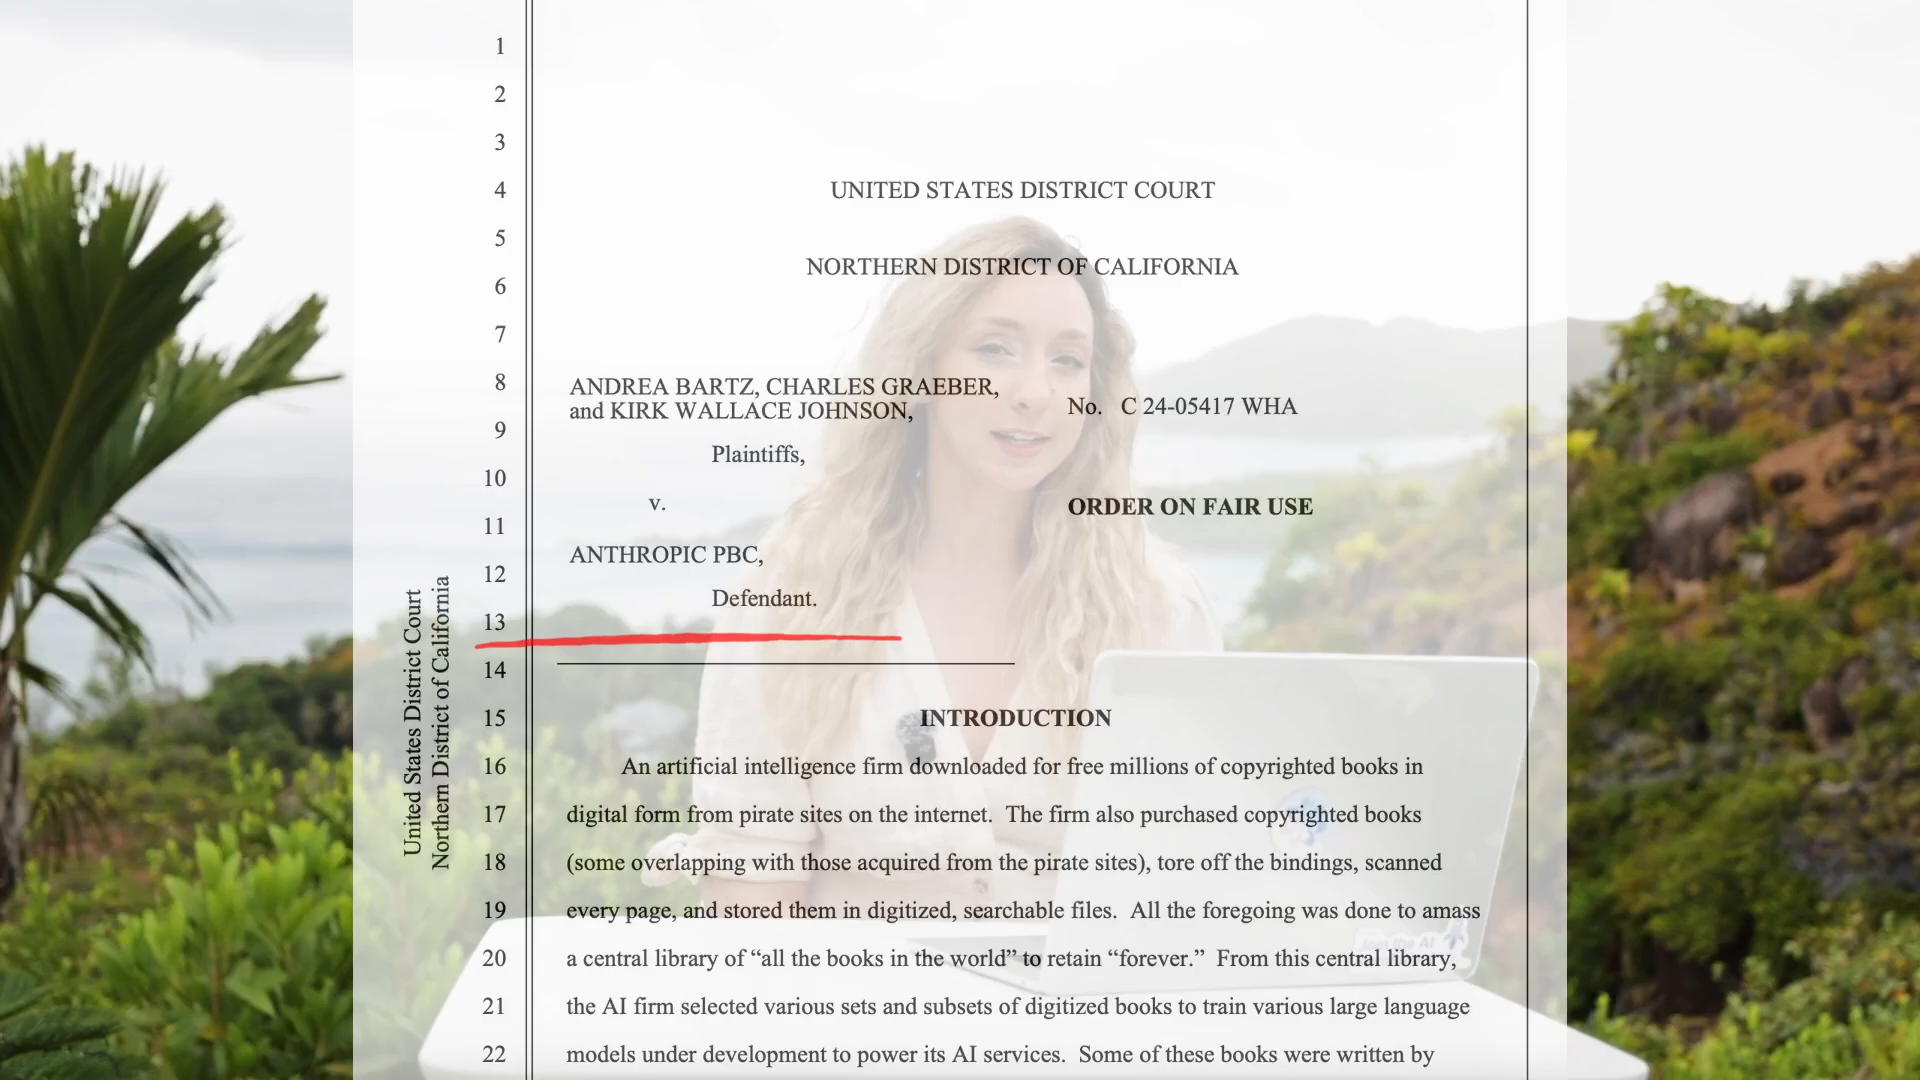 1
2
3
4 UNITED STATES DISTRICT COURT
5
NORTHERN DISTRICT OF CALIFORNIA
6
7
8 ANDREA BARTZ, CHARLES GRAEBER,
and KIRK WALLACE JOHNSON,
No. C 24-05417 WHA
9
Plaintiffs,
10
v.
ORDER ON FAIR USE
11
ANTHROPIC PBC,
12
Defendant.
13
14
United States District Court
Northern District of California
15 INTRODUCTION
16 An artificial intelligence firm downloaded for free millions of copyrighted books in
17 digital form from pirate sites on the internet. The firm also purchased copyrighted books
18 (some overlapping with those acquired from the pirate sites), tore off the bindings, scanned
19 every page, and stored them in digitized, searchable files. All the foregoing was done to amass
20 a central library of “all the books in the world” to retain “forever.” From this central library,
21 the AI firm selected various sets and subsets of digitized books to train various large language
22 models under development to power its AI services. Some of these books were written by
Join the AI